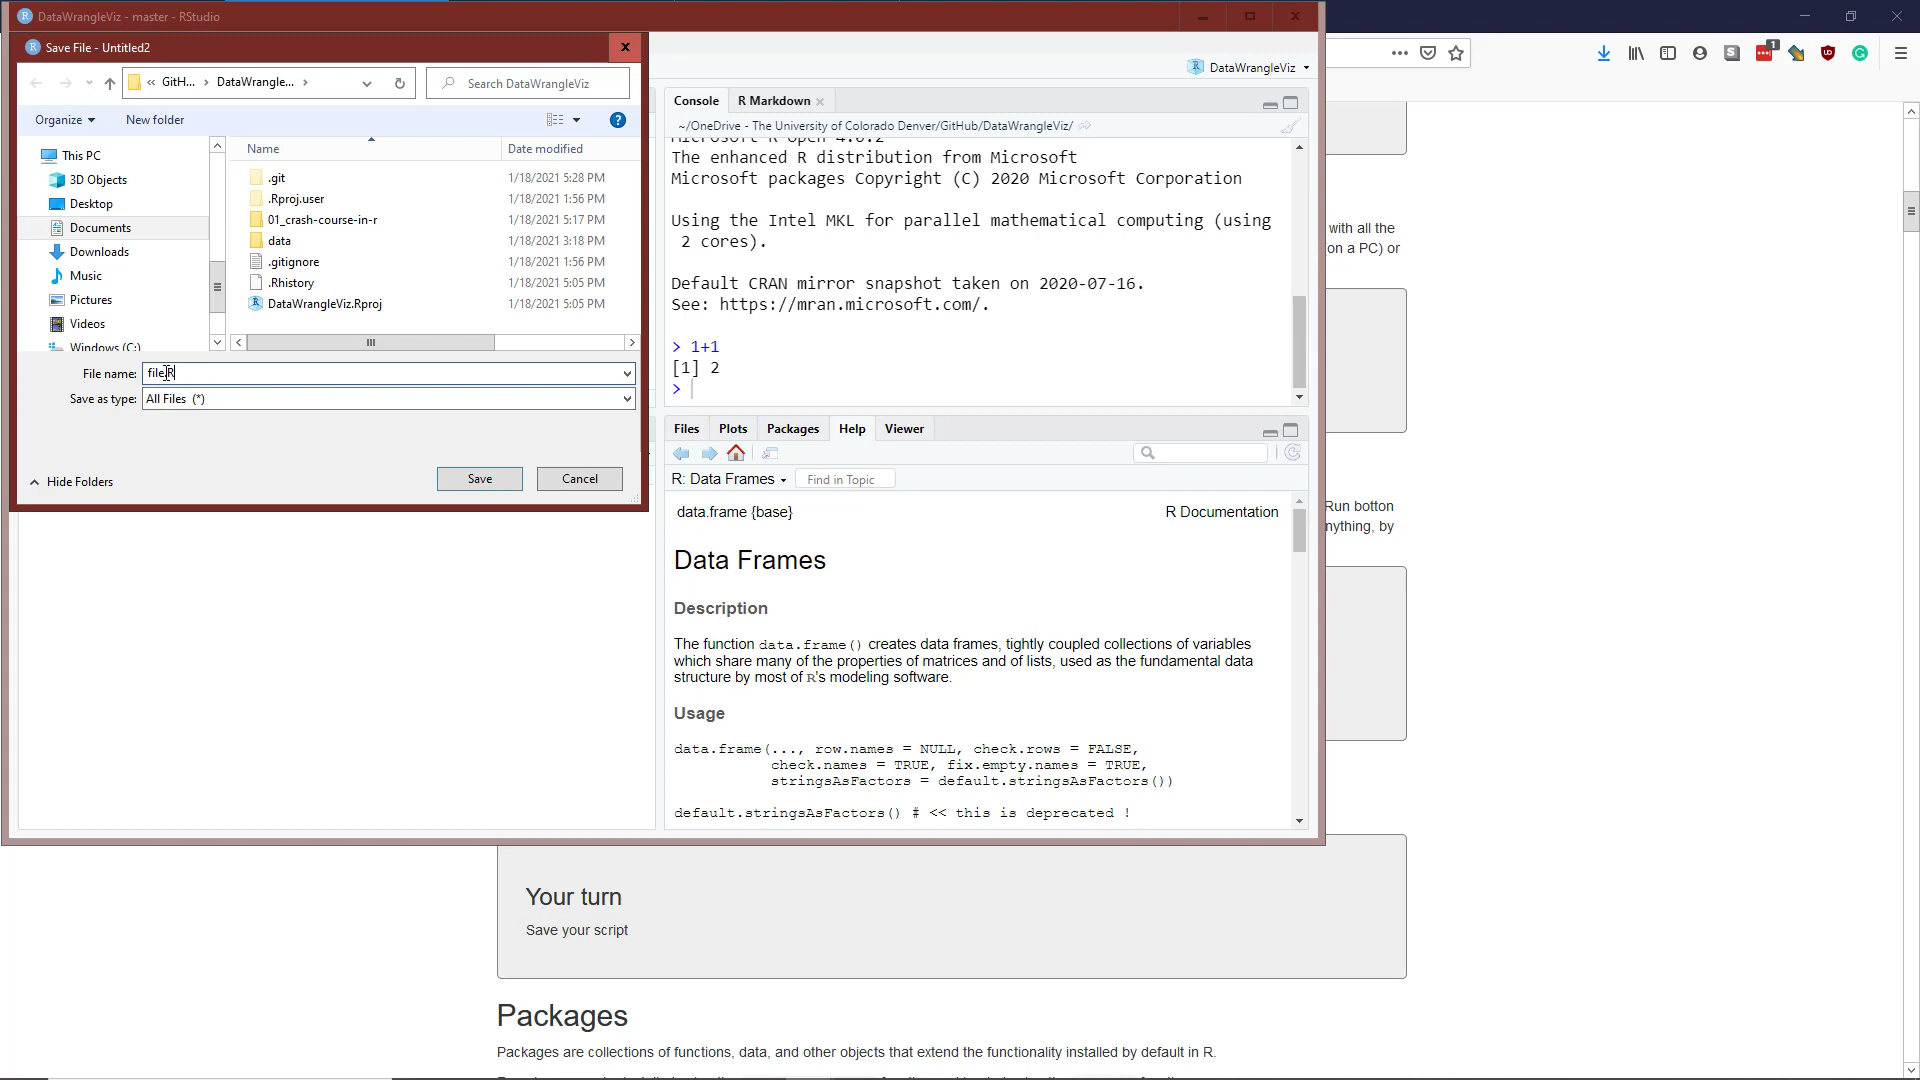 DataWrangleViz - master - RStudio
Save File - Untitled2
« GitH... › DataWrangle... ›
Search DataWrangleViz
Organize
New folder
This PC
3D Objects
Desktop
Documents
Downloads
Music
Pictures
Videos
Windows (C:)
Name
Date modified
.git 1/18/2021 5:28 PM
.Rproj.user 1/18/2021 1:56 PM
01_crash-course-in-r 1/18/2021 5:17 PM
data 1/18/2021 3:18 PM
.gitignore 1/18/2021 1:56 PM
.Rhistory 1/18/2021 5:05 PM
DataWrangleViz.Rproj 1/18/2021 5:05 PM
File name: file.R
Save as type: All Files (*)
Hide Folders
Save
Cancel
DataWrangleViz
Console
R Markdown
~/OneDrive - The University of Colorado Denver/GitHub/DataWrangleViz/
Microsoft R Open 4.0.2
The enhanced R distribution from Microsoft
Microsoft packages Copyright (C) 2020 Microsoft Corporation
Using the Intel MKL for parallel mathematical computing (using
2 cores).
Default CRAN mirror snapshot taken on 2020-07-16.
See: https://mran.microsoft.com/.
> 1+1
[1] 2
>
Files
Plots
Packages
Help
Viewer
R: Data Frames
Find in Topic
data.frame {base}
R Documentation
Data Frames
Description
The function data.frame() creates data frames, tightly coupled collections of variables
which share many of the properties of matrices and of lists, used as the fundamental data
structure by most of R's modeling software.
Usage
data.frame(..., row.names = NULL, check.rows = FALSE,
check.names = TRUE, fix.empty.names = TRUE,
stringsAsFactors = default.stringsAsFactors())
default.stringsAsFactors() # << this is deprecated !
1
with all the
(on a PC) or
Run botton
nything, by
Your turn
Save your script
Packages
Packages are collections of functions, data, and other objects that extend the functionality installed by default in R.